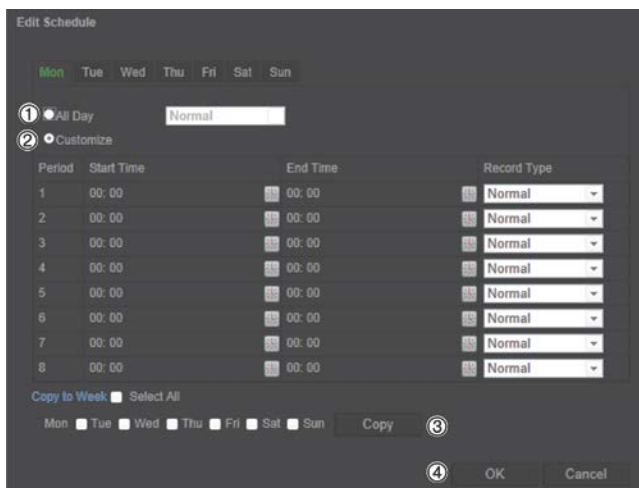 Edit Schedule
Mon Tue Wed Thu Fri Sat Sun
① All Day Normal
② Customize
Period Start Time End Time Record Type
1 00: 00 00: 00 Normal
2 00: 00 00: 00 Normal
3 00: 00 00: 00 Normal
4 00: 00 00: 00 Normal
5 00: 00 00: 00 Normal
6 00: 00 00: 00 Normal
7 00: 00 00: 00 Normal
8 00: 00 00: 00 Normal
Copy to Week Select All
Mon Tue Wed Thu Fri Sat Sun Copy ③
④ OK Cancel